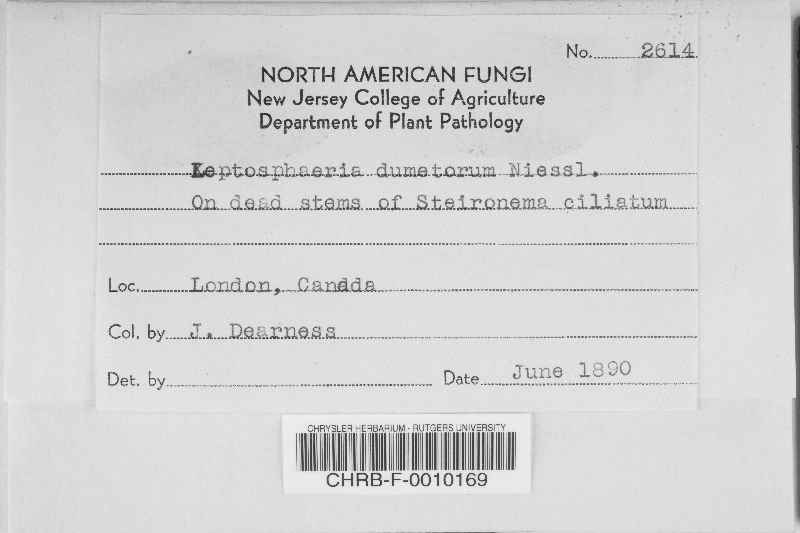 No. 2614
NORTH AMERICAN FUNGI
New Jersey College of Agriculture
Department of Plant Pathology
Leptosphaeria dumetorum Niessl.
On dead stems of Steironema ciliatum
Loc. London, Canada
Col. by J. Dearness
Det. by Date June 1890
CHRYSLER HERBARIUM - RUTGERS UNIVERSITY
CHRB-F-0010169